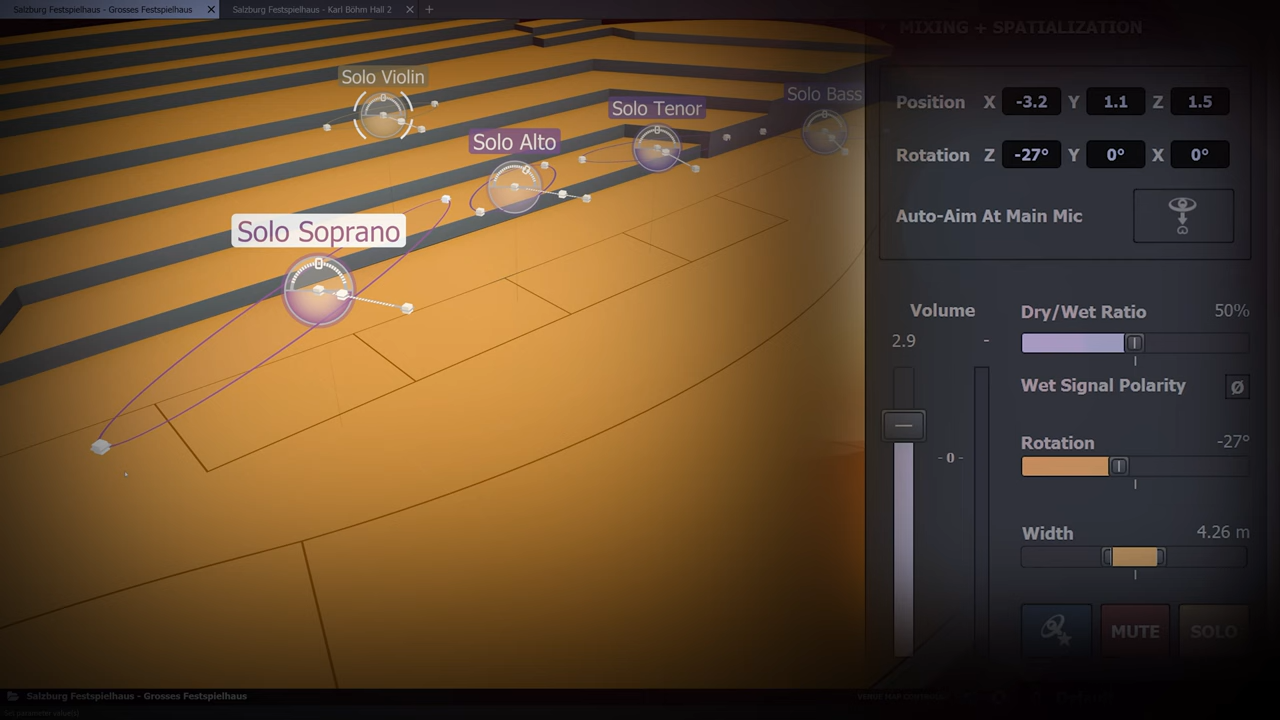 Salzburg Festspielhaus - Grosses Festspielhaus
Salzburg Festspielhaus - Karl Böhm Hall 2
MIXING + SPATIALIZATION
Solo Violin
Solo Bass
Solo Tenor
Solo Alto
Solo Soprano
Position X -3.2 Y 1.1 Z 1.5
Rotation Z -27° Y 0° X 0°
Auto-Aim At Main Mic
Volume
2.9
-
- 0 -
Dry/Wet Ratio 50%
Wet Signal Polarity Ø
Rotation -27°
Width 4.26 m
MUTE SOLO
Salzburg Festspielhaus - Grosses Festspielhaus
Default